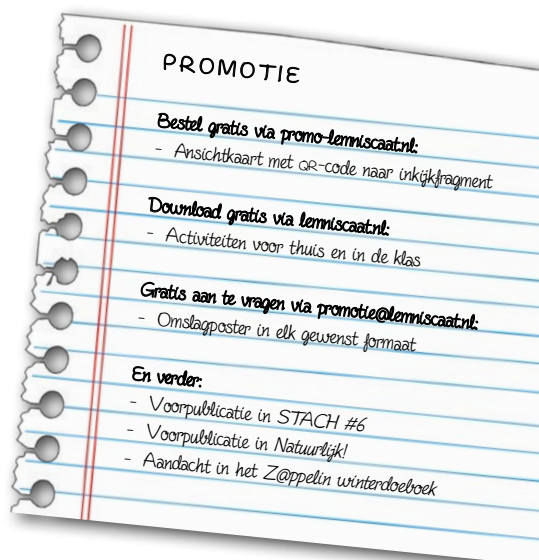 PROMOTIE
Bestel gratis via promo-lemniscaat.nl:
- Ansichtkaart met QR-code naar inkijkfragment
Download gratis via lemniscaat.nl:
- Activiteiten voor thuis en in de klas
Gratis aan te vragen via promotie@lemniscaat.nl:
- Omslagposter in elk gewenst formaat
En verder:
- Voorpublicatie in STACH #6
- Voorpublicatie in Natuurlijk!
- Aandacht in het Z@ppelin winterdoeboek